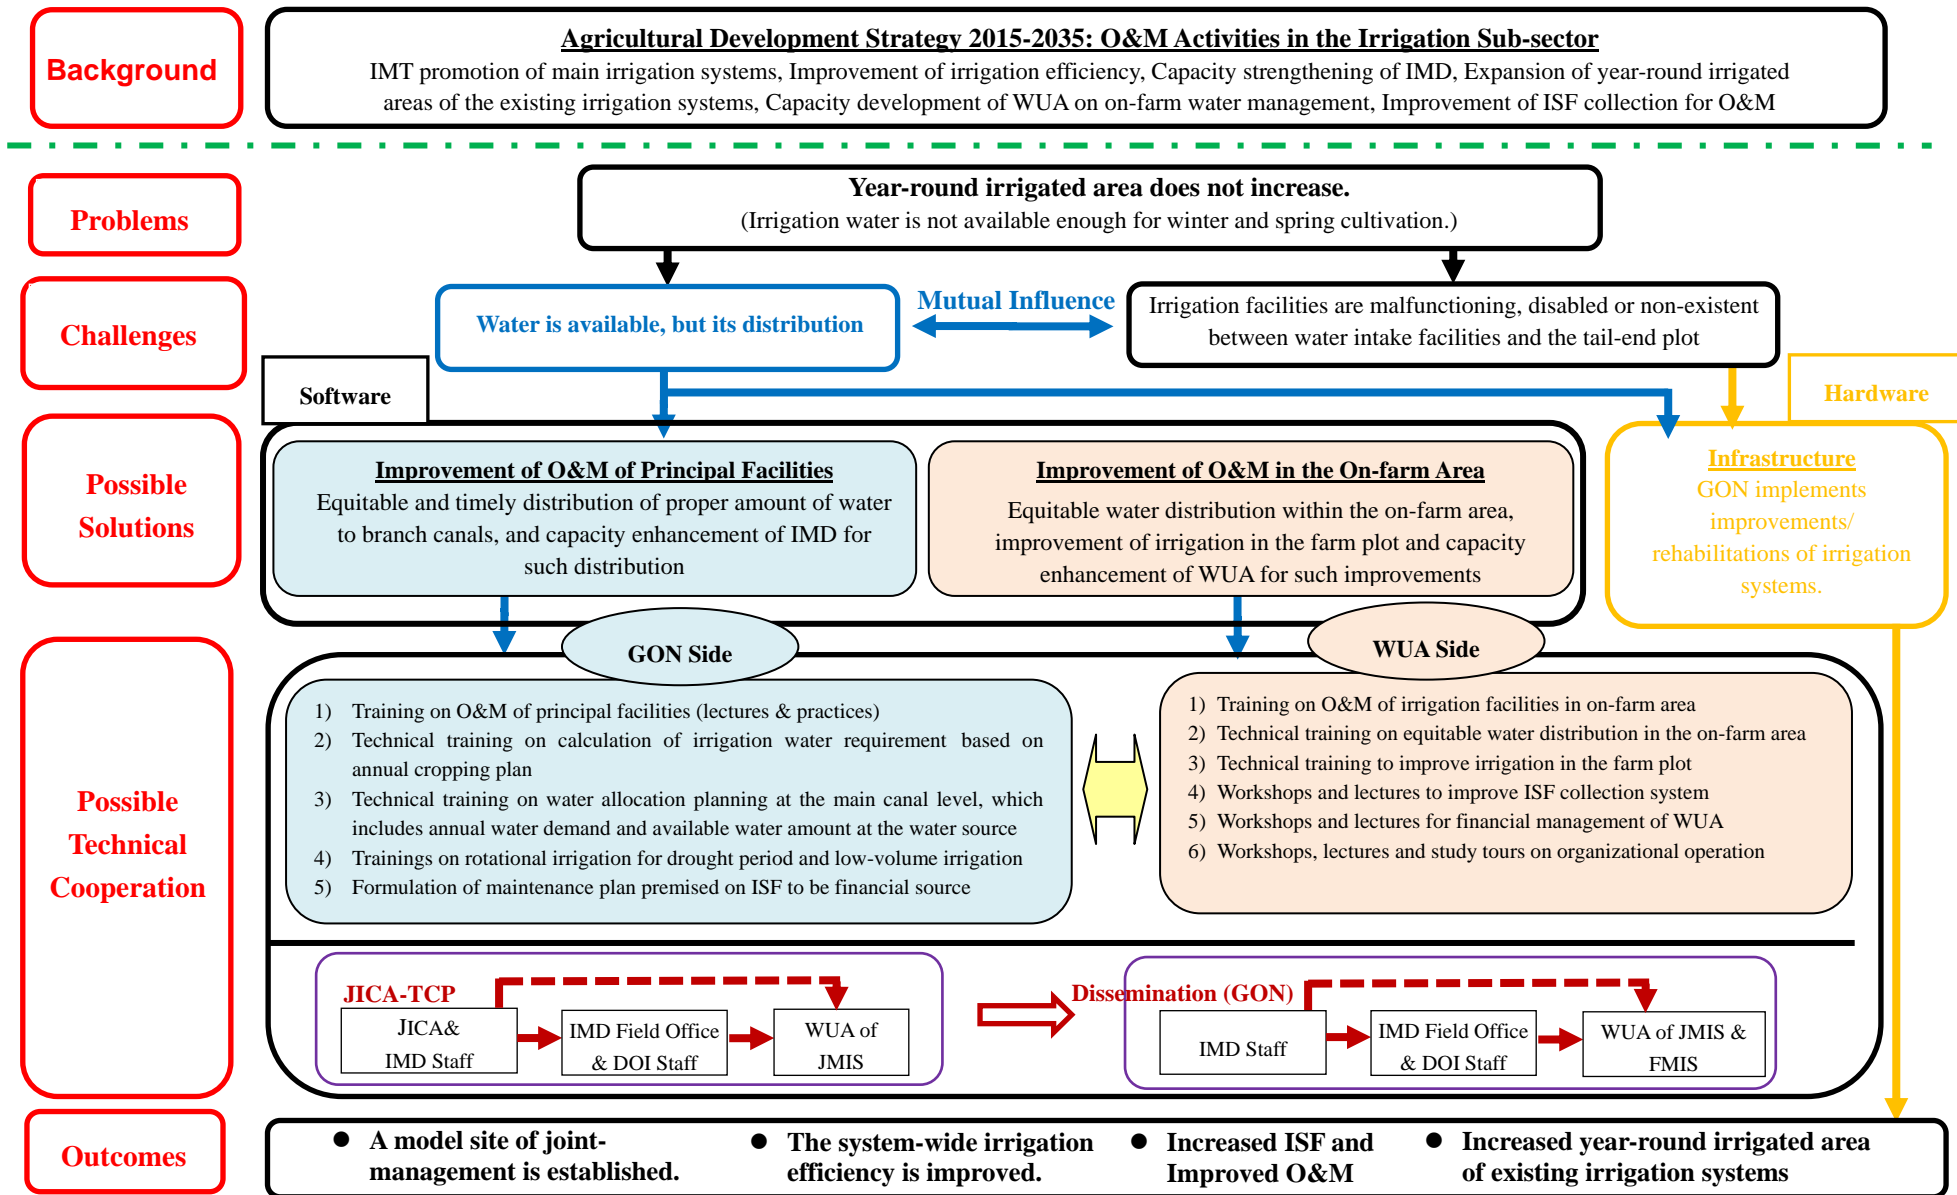 Background
Agricultural Development Strategy 2015-2035: O&M Activities in the Irrigation Sub-sector
IMT promotion of main irrigation systems, Improvement of irrigation efficiency, Capacity strengthening of IMD, Expansion of year-round irrigated
areas of the existing irrigation systems, Capacity development of WUA on on-farm water management, Improvement of ISF collection for O&M
Problems
Year-round irrigated area does not increase.
(Irrigation water is not available enough for winter and spring cultivation.)
Challenges
Water is available, but its distribution
Mutual Influence
Irrigation facilities are malfunctioning, disabled or non-existent
between water intake facilities and the tail-end plot
Software
Hardware
Possible
Solutions
Improvement of O&M of Principal Facilities
Equitable and timely distribution of proper amount of water
to branch canals, and capacity enhancement of IMD for
such distribution
Improvement of O&M in the On-farm Area
Equitable water distribution within the on-farm area,
improvement of irrigation in the farm plot and capacity
enhancement of WUA for such improvements
Infrastructure
GON implements
improvements/
rehabilitations of irrigation
systems.
Possible
Technical
Cooperation
GON Side
1) Training on O&M of principal facilities (lectures & practices)
2) Technical training on calculation of irrigation water requirement based on
annual cropping plan
3) Technical training on water allocation planning at the main canal level, which
includes annual water demand and available water amount at the water source
4) Trainings on rotational irrigation for drought period and low-volume irrigation
5) Formulation of maintenance plan premised on ISF to be financial source
WUA Side
1) Training on O&M of irrigation facilities in on-farm area
2) Technical training on equitable water distribution in the on-farm area
3) Technical training to improve irrigation in the farm plot
4) Workshops and lectures to improve ISF collection system
5) Workshops and lectures for financial management of WUA
6) Workshops, lectures and study tours on organizational operation
JICA-TCP
JICA&
IMD Staff
IMD Field Office
& DOI Staff
WUA of
JMIS
Dissemination (GON)
IMD Staff
IMD Field Office
& DOI Staff
WUA of JMIS &
FMIS
Outcomes
● A model site of joint-
management is established.
● The system-wide irrigation
efficiency is improved.
● Increased ISF and
Improved O&M
● Increased year-round irrigated area
of existing irrigation systems